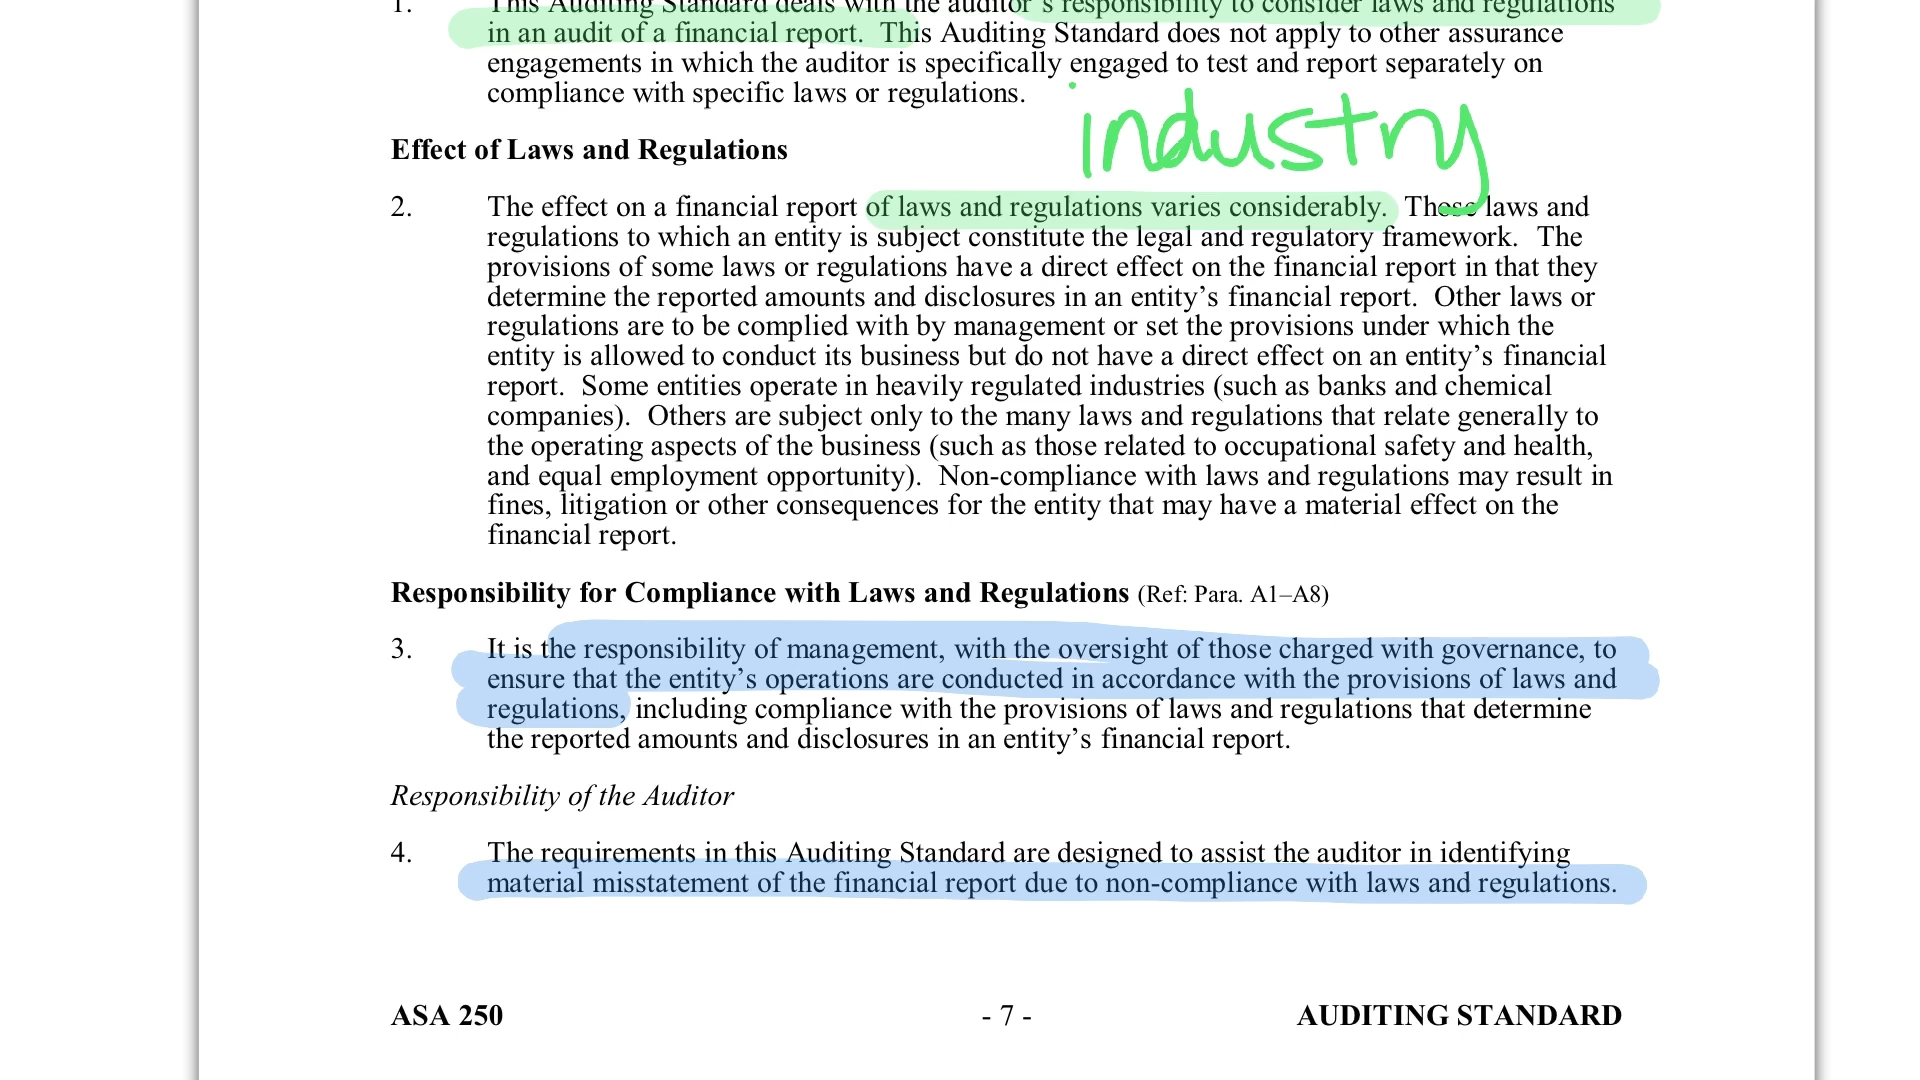 1. This Auditing Standard deals with the auditor's responsibility to consider laws and regulations
in an audit of a financial report. This Auditing Standard does not apply to other assurance
engagements in which the auditor is specifically engaged to test and report separately on
compliance with specific laws or regulations.
industry
Effect of Laws and Regulations
2. The effect on a financial report of laws and regulations varies considerably. Those laws and
regulations to which an entity is subject constitute the legal and regulatory framework. The
provisions of some laws or regulations have a direct effect on the financial report in that they
determine the reported amounts and disclosures in an entity's financial report. Other laws or
regulations are to be complied with by management or set the provisions under which the
entity is allowed to conduct its business but do not have a direct effect on an entity's financial
report. Some entities operate in heavily regulated industries (such as banks and chemical
companies). Others are subject only to the many laws and regulations that relate generally to
the operating aspects of the business (such as those related to occupational safety and health,
and equal employment opportunity). Non-compliance with laws and regulations may result in
fines, litigation or other consequences for the entity that may have a material effect on the
financial report.
Responsibility for Compliance with Laws and Regulations (Ref: Para. A1–A8)
3. It is the responsibility of management, with the oversight of those charged with governance, to
ensure that the entity's operations are conducted in accordance with the provisions of laws and
regulations, including compliance with the provisions of laws and regulations that determine
the reported amounts and disclosures in an entity's financial report.
Responsibility of the Auditor
4. The requirements in this Auditing Standard are designed to assist the auditor in identifying
material misstatement of the financial report due to non-compliance with laws and regulations.
ASA 250 - 7 - AUDITING STANDARD